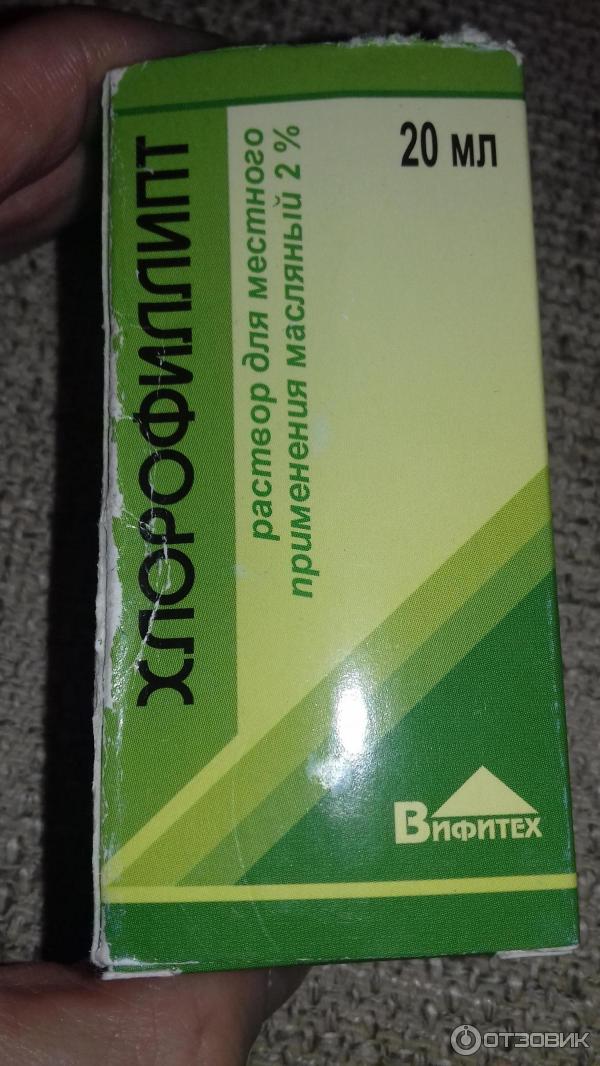 ХЛОРОФИЛЛИПТ
раствор для местного
применения масляный 2 %
20 мл
ВИФИТЕХ
ОТЗОВИК